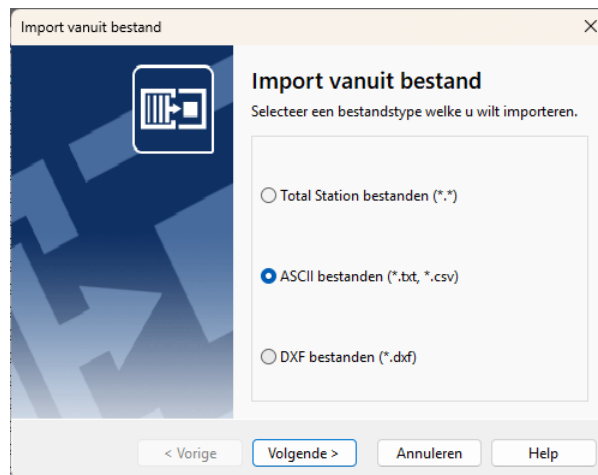 Import vanuit bestand
Import vanuit bestand
Selecteer een bestandstype welke u wilt importeren.
Total Station bestanden (*.*)
ASCII bestanden (*.txt, *.csv)
DXF bestanden (*.dxf)
< Vorige
Volgende >
Annuleren
Help